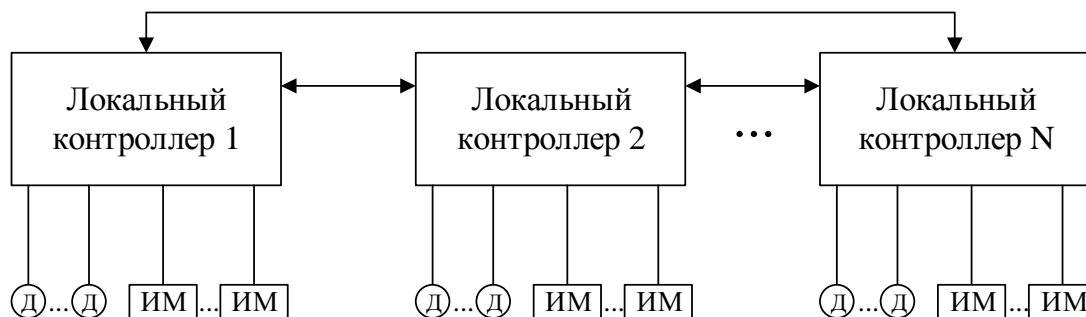 Локальный
контроллер 1
Локальный
контроллер 2
...
Локальный
контроллер N
Д ... Д ИМ ... ИМ
Д ... Д ИМ ... ИМ
Д ... Д ИМ ... ИМ